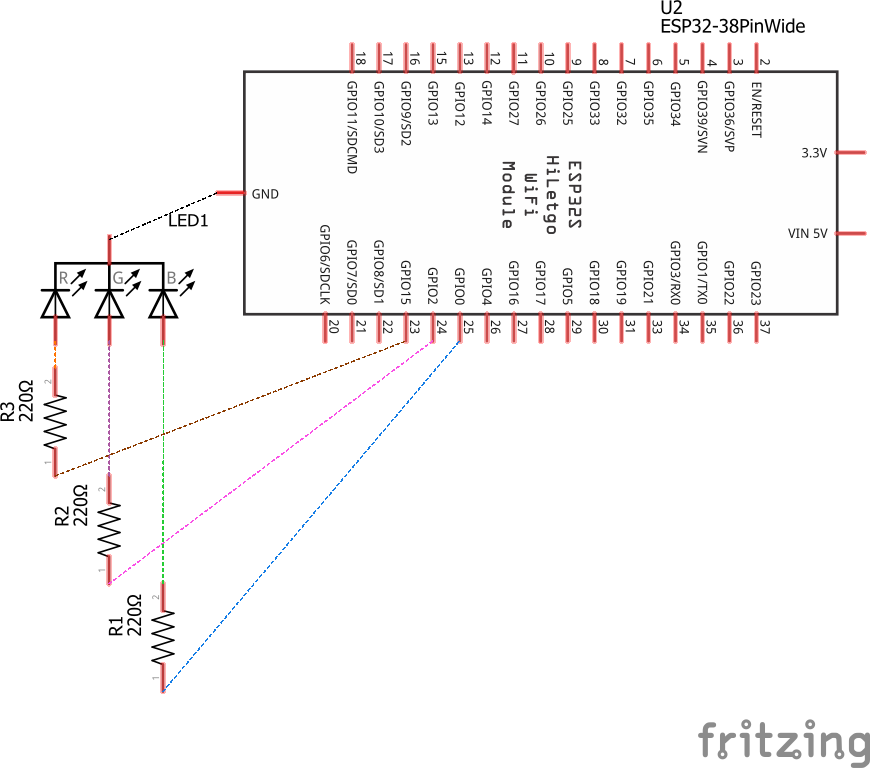 U2
ESP32-38PinWide
18
17
16
15
13
12
11
10
9
8
7
6
5
4
3
2
GPIO11/SDCMD
GPIO10/SD3
GPIO9/SD2
GPIO13
GPIO12
GPIO14
GPIO27
GPIO26
GPIO25
GPIO33
GPIO32
GPIO35
GPIO34
GPIO39/SVN
GPIO36/SVP
EN/RESET
3.3V
ESP32S
HiLetgo
WiFi
Module
GND
LED1
VIN 5V
R
G
B
GPIO6/SDCLK
GPIO7/SD0
GPIO8/SD1
GPIO15
GPIO2
GPIO0
GPIO4
GPIO16
GPIO17
GPIO5
GPIO18
GPIO19
GPIO21
GPIO3/RX0
GPIO1/TX0
GPIO22
GPIO23
20
21
22
23
24
25
26
27
28
29
30
31
33
34
35
36
37
R3
220Ω
2
1
R2
220Ω
2
1
R1
220Ω
2
1
fritzing